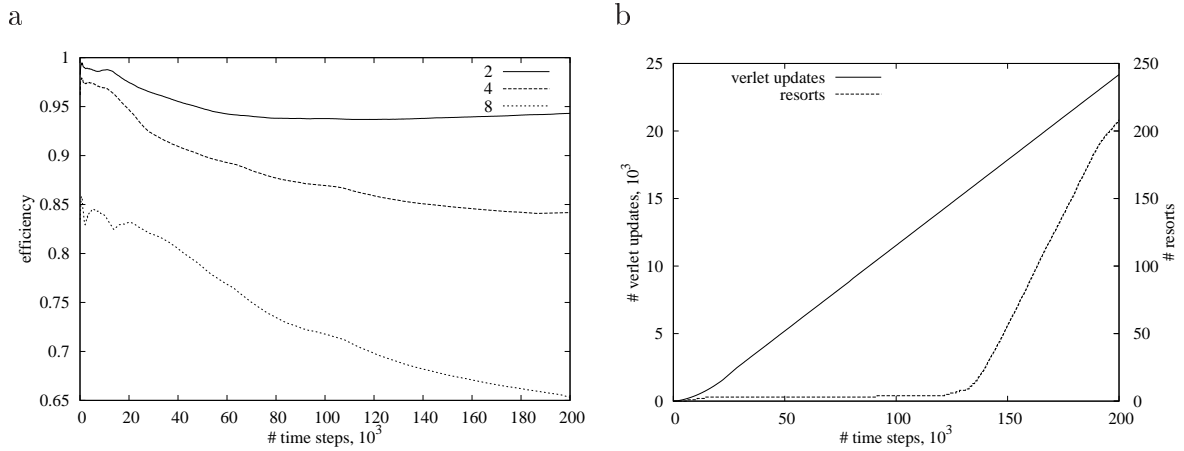 a
1
0.95
0.9
0.85
0.8
0.75
0.7
0.65
efficiency
0 20 40 60 80 100 120 140 160 180 200
# time steps, 10³
2
4
8
b
25
20
15
10
5
0
# verlet updates, 10³
verlet updates
resorts
250
200
150
100
50
0
# resorts
0 50 100 150 200
# time steps, 10³